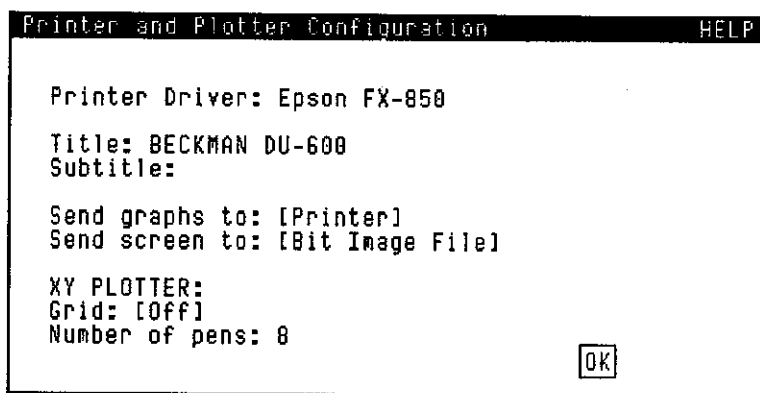 Printer and Plotter Configuration HELP
Printer Driver: Epson FX-850
Title: BECKMAN DU-600
Subtitle:
Send graphs to: [Printer]
Send screen to: [Bit Image File]
XY PLOTTER:
Grid: [Off]
Number of pens: 8
OK